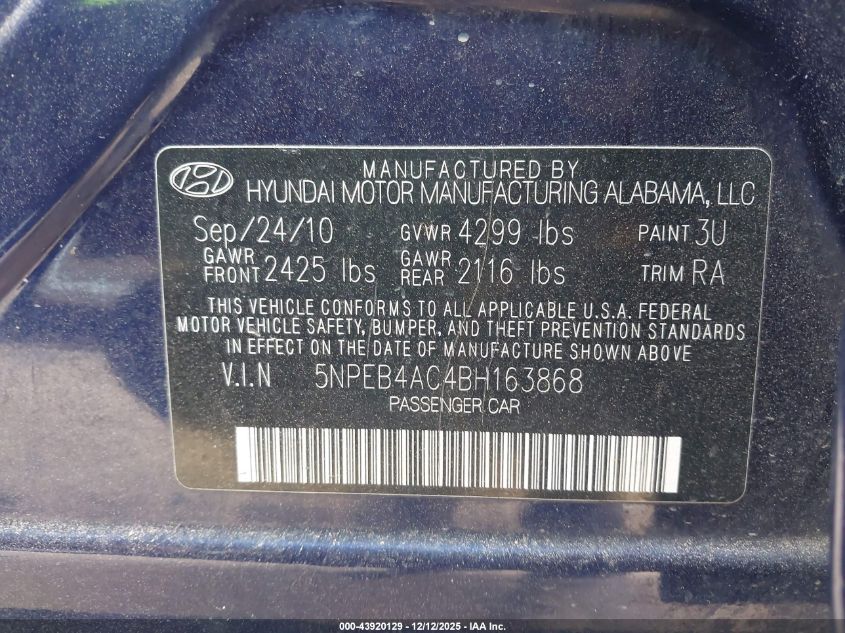 MANUFACTURED BY
HYUNDAI MOTOR MANUFACTURING ALABAMA, LLC
Sep/24/10 GVWR 4299 lbs PAINT 3U
GAWR FRONT 2425 lbs GAWR REAR 2116 lbs TRIM RA
THIS VEHICLE CONFORMS TO ALL APPLICABLE U.S.A. FEDERAL
MOTOR VEHICLE SAFETY, BUMPER, AND THEFT PREVENTION STANDARDS
IN EFFECT ON THE DATE OF MANUFACTURE SHOWN ABOVE
V.I.N 5NPEB4AC4BH163868
PASSENGER CAR
000-43920129 - 12/12/2025 - IAA Inc.